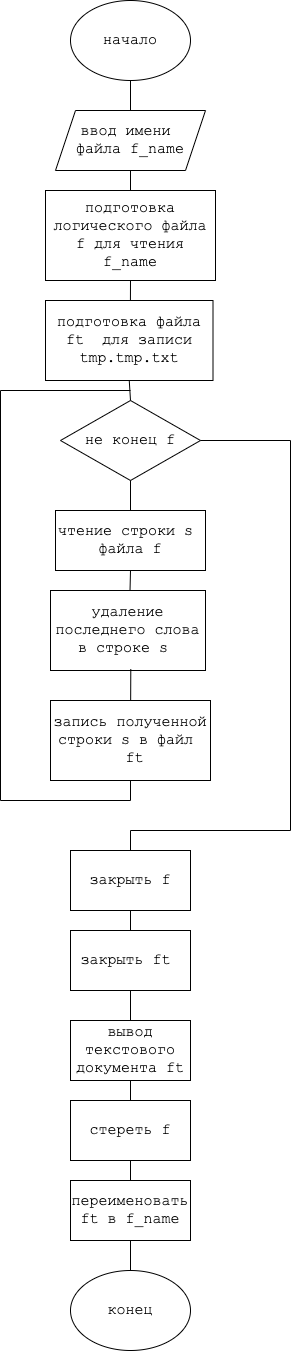 начало
ввод имени
файла f_name
подготовка
логического файла
f для чтения
f_name
подготовка файла
ft для записи
tmp.tmp.txt
не конец f
чтение строки s
файла f
удаление
последнего слова
в строке s
запись полученной
строки s в файл
ft
закрыть f
закрыть ft
вывод
текстового
документа ft
стереть f
переименовать
ft в f_name
конец